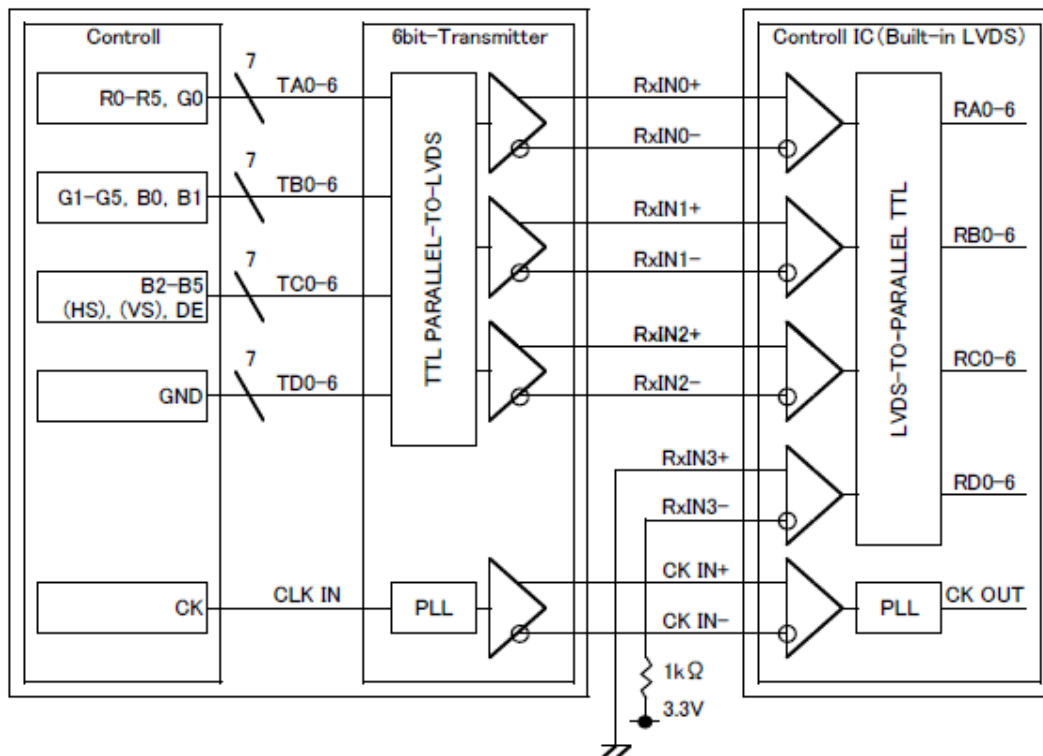 Controll
6bit-Transmitter
Controll IC(Built-in LVDS)
R0-R5, G0
7
TA0-6
RxIN0+
RxIN0-
RA0-6
G1-G5, B0, B1
7
TB0-6
TTL PARALLEL-TO-LVDS
RxIN1+
RxIN1-
LVDS-TO-PARALLEL TTL
RB0-6
B2-B5
(HS), (VS), DE
7
TC0-6
RxIN2+
RxIN2-
RC0-6
GND
7
TD0-6
RxIN3+
RxIN3-
RD0-6
CK
CLK IN
PLL
CK IN+
CK IN-
PLL
CK OUT
1kΩ
3.3V